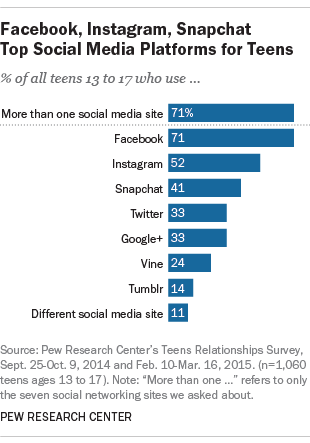 Facebook, Instagram, Snapchat
Top Social Media Platforms for Teens
% of all teens 13 to 17 who use ...
More than one social media site 71%
Facebook 71
Instagram 52
Snapchat 41
Twitter 33
Google+ 33
Vine 24
Tumblr 14
Different social media site 11
Source: Pew Research Center's Teens Relationships Survey,
Sept. 25-Oct. 9, 2014 and Feb. 10-Mar. 16, 2015. (n=1,060
teens ages 13 to 17). Note: “More than one ...” refers to only
the seven social networking sites we asked about.
PEW RESEARCH CENTER